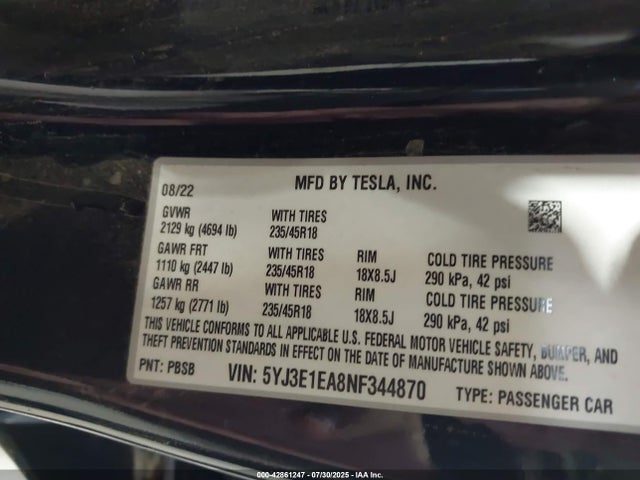 08/22 MFD BY TESLA, INC.
GVWR WITH TIRES
2129 kg (4694 lb) 235/45R18
GAWR FRT WITH TIRES RIM COLD TIRE PRESSURE
1110 kg (2447 lb) 235/45R18 18X8.5J 290 kPa, 42 psi
GAWR RR WITH TIRES RIM COLD TIRE PRESSURE
1257 kg (2771 lb) 235/45R18 18X8.5J 290 kPa, 42 psi
THIS VEHICLE CONFORMS TO ALL APPLICABLE U.S. FEDERAL MOTOR VEHICLE SAFETY, BUMPER, AND
THEFT PREVENTION STANDARDS IN EFFECT ON THE DATE OF MANUFACTURE SHOWN ABOVE.
PNT: PBSB VIN: 5YJ3E1EA8NF344870 TYPE: PASSENGER CAR
000-42861247 - 07/30/2025 - IAA Inc.